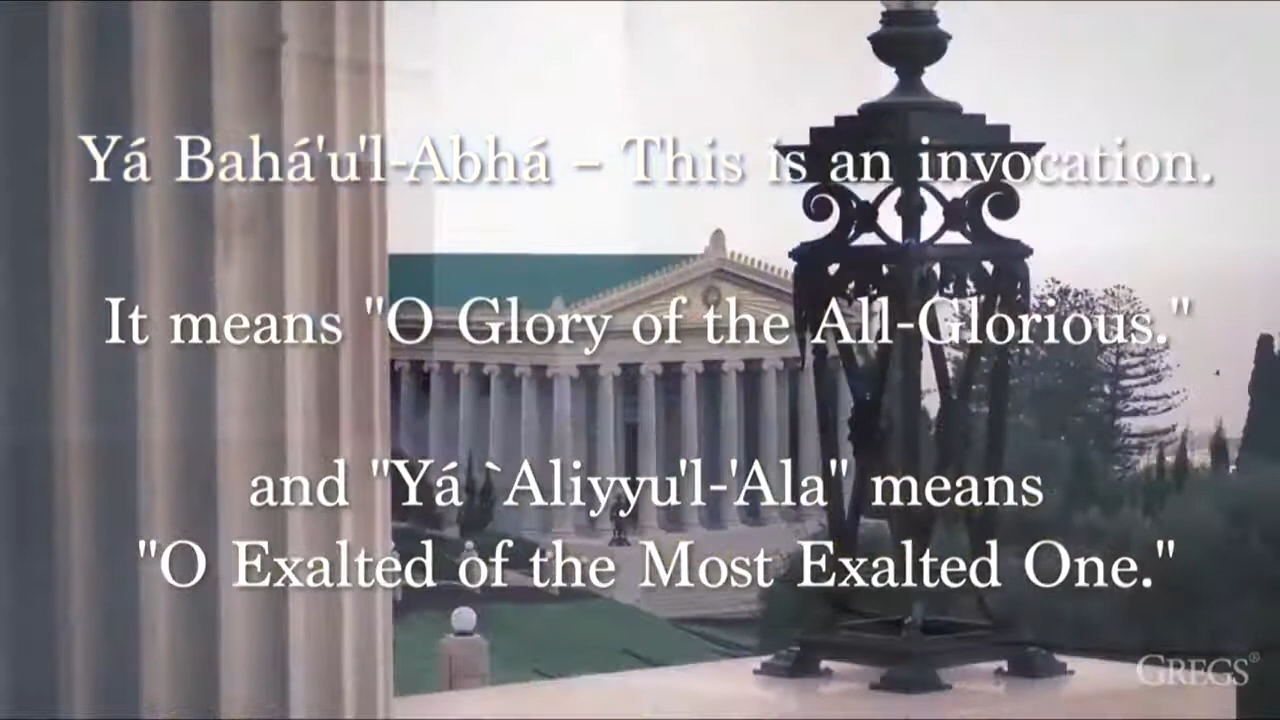 Yá Bahá'u'l-Abhá – This is an invocation.
It means "O Glory of the All-Glorious."
and "Yá `Aliyyu'l-'Ala" means
"O Exalted of the Most Exalted One."
GREGS®